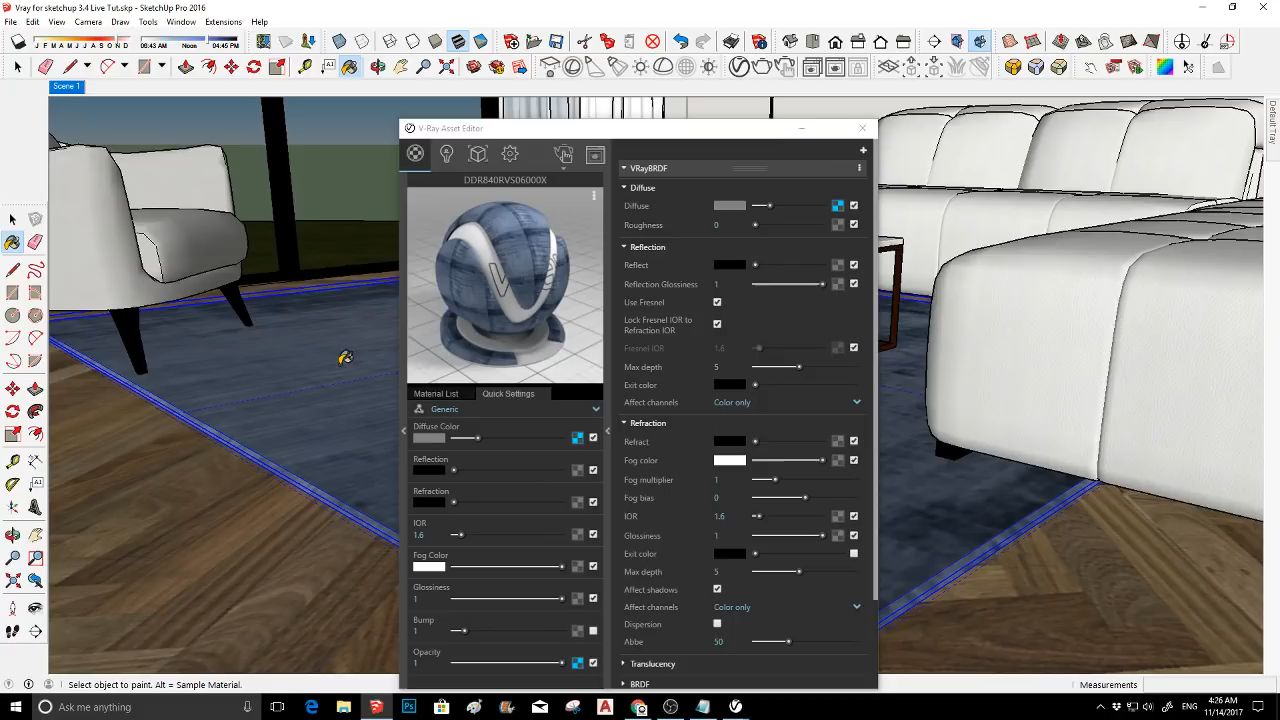 Vray for sketchup 3.4 Live Tut.skp - SketchUp Pro 2016
File Edit View Camera Draw Tools Window Extensions Help
J F M A M J J A S O N D
06:43 AM Noon 04:45 PM
Scene 1
Default Tray
V-Ray Asset Editor
DDR840RVS06000X
Material List Quick Settings
Generic
Diffuse Color
Reflection
Refraction
IOR
1.6
Fog Color
Glossiness
1
Bump
1
Opacity
1
VRayBRDF
Diffuse
Diffuse
Roughness 0
Reflection
Reflect
Reflection Glossiness 1
Use Fresnel
Lock Fresnel IOR to
Refraction IOR
Fresnel IOR 1.6
Max depth 5
Exit color
Affect channels Color only
Refraction
Refract
Fog color
Fog multiplier 1
Fog bias 0
IOR 1.6
Glossiness 1
Exit color
Max depth 5
Affect shadows
Affect channels Color only
Dispersion
Abbe 50
Translucency
BRDF
Select object to paint. Alt = Sample Material.
Measurements
Ask me anything
4:26 AM
11/14/2017